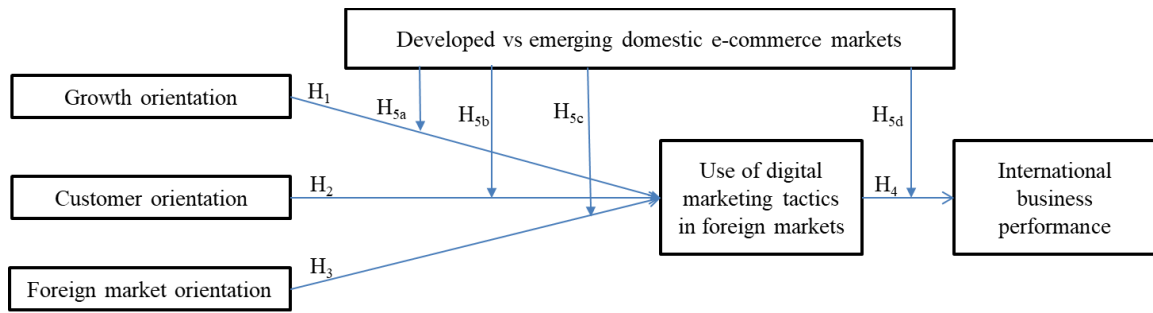 Developed vs emerging domestic e-commerce markets
Growth orientation
H1
H5a
H5b
H5c
H5d
Customer orientation
H2
Use of digital
marketing tactics
in foreign markets
H4
International
business
performance
Foreign market orientation
H3